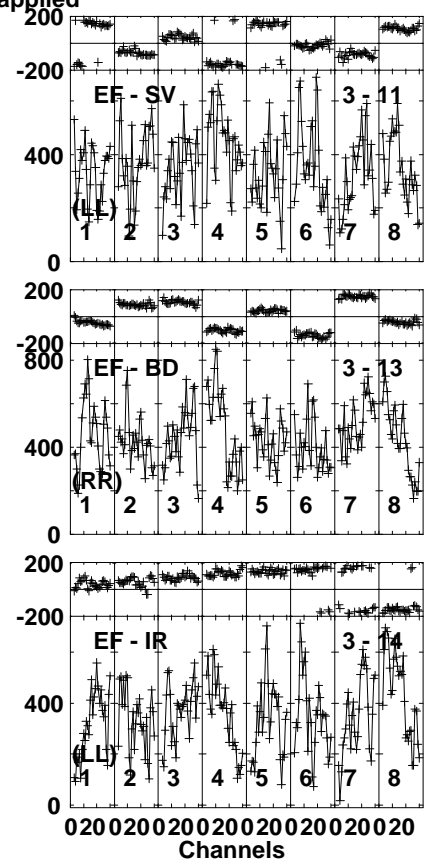 applied
200
-200
EF - SV 3 - 11
400
(LL)
1 2 3 4 5 6 7 8
0
200
-200
800
EF - BD 3 - 13
400
(RR)
1 2 3 4 5 6 7 8
0
200
-200
EF - IR 3 - 14
400
(LL)
1 2 3 4 5 6 7 8
0
020020020020020020020020
Channels